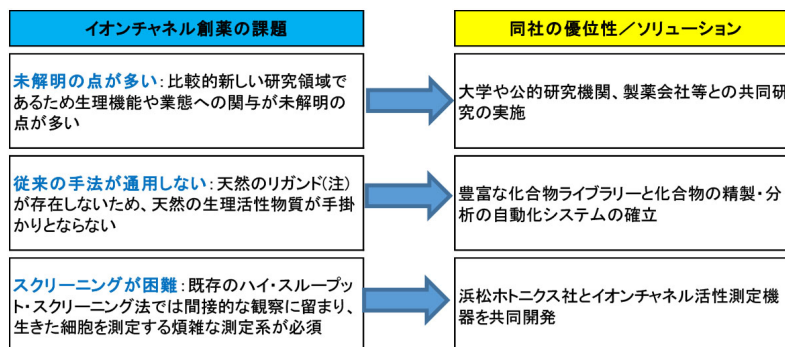 イオンチャネル創薬の課題
同社の優位性／ソリューション
未解明の点が多い：比較的新しい研究領域で
あるため生理機能や業態への関与が未解明の
点が多い
大学や公的研究機関、製薬会社等との共同研
究の実施
従来の手法が通用しない：天然のリガンド(注)
が存在しないため、天然の生理活性物質が手掛
かりとならない
豊富な化合物ライブラリーと化合物の精製・分
析の自動化システムの確立
スクリーニングが困難：既存のハイ・スループッ
ト・スクリーニング法では間接的な観察に留まり、
生きた細胞を測定する煩雑な測定系が必須
浜松ホトニクス社とイオンチャネル活性測定機
器を共同開発